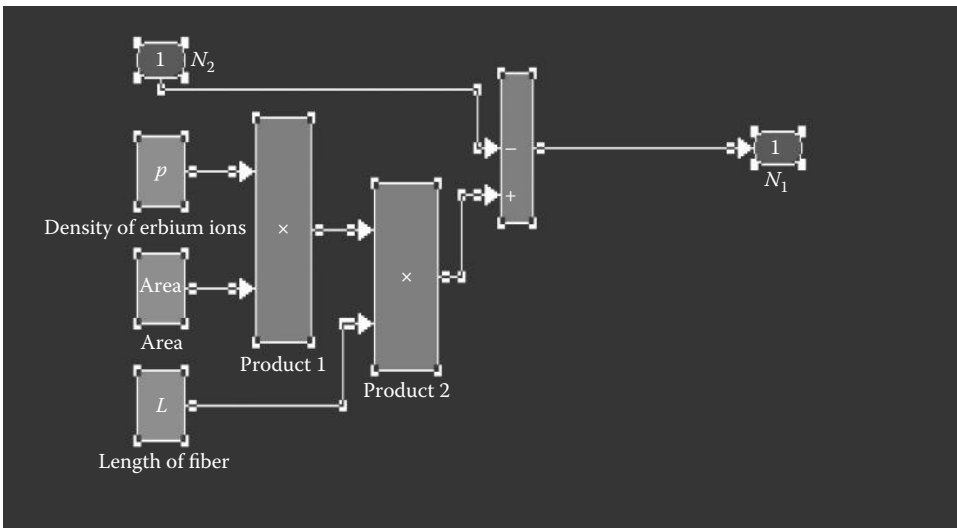 1 N₂
−
1
N₁
p
+
Density of erbium ions
×
Area
×
Area
Product 1
Product 2
L
Length of fiber